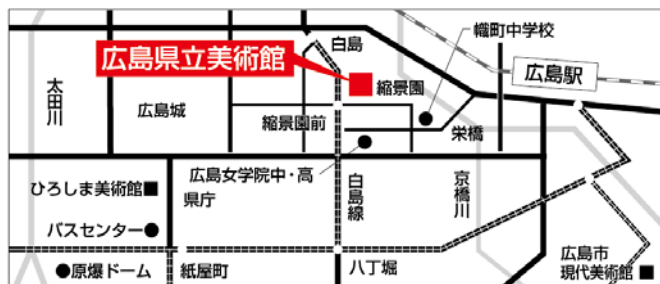 白島
幟町中学校
広島県立美術館
広島駅
太田川
広島城
縮景園
縮景園前
栄橋
広島女学院中・高
県庁
ひろしま美術館
白島線
京橋川
バスセンター
原爆ドーム
紙屋町
八丁堀
広島市
現代美術館